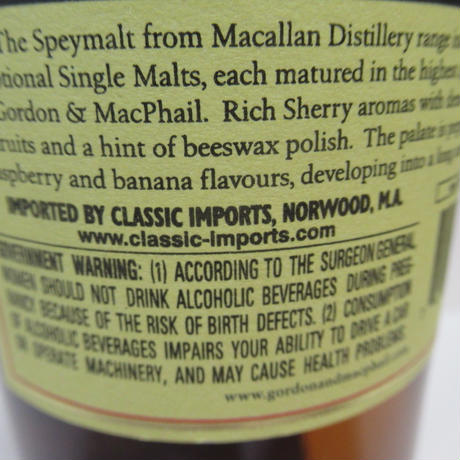 The Speymalt from Macallan Distillery range
tional Single Malts, each matured in the highest
Gordon & MacPhail. Rich Sherry aromas with
ruits and a hint of beeswax polish. The palate is
spberry and banana flavours, developing into a long
IMPORTED BY CLASSIC IMPORTS, NORWOOD, M.A.
www.classic-imports.com
GOVERNMENT WARNING: (1) ACCORDING TO THE SURGEON GENERAL,
WOMEN SHOULD NOT DRINK ALCOHOLIC BEVERAGES DURING PREG-
NANCY BECAUSE OF THE RISK OF BIRTH DEFECTS. (2) CONSUMPTION
OF ALCOHOLIC BEVERAGES IMPAIRS YOUR ABILITY TO DRIVE A CAR
OR OPERATE MACHINERY, AND MAY CAUSE HEALTH PROBLEMS.
www.gordonandmacphail.com